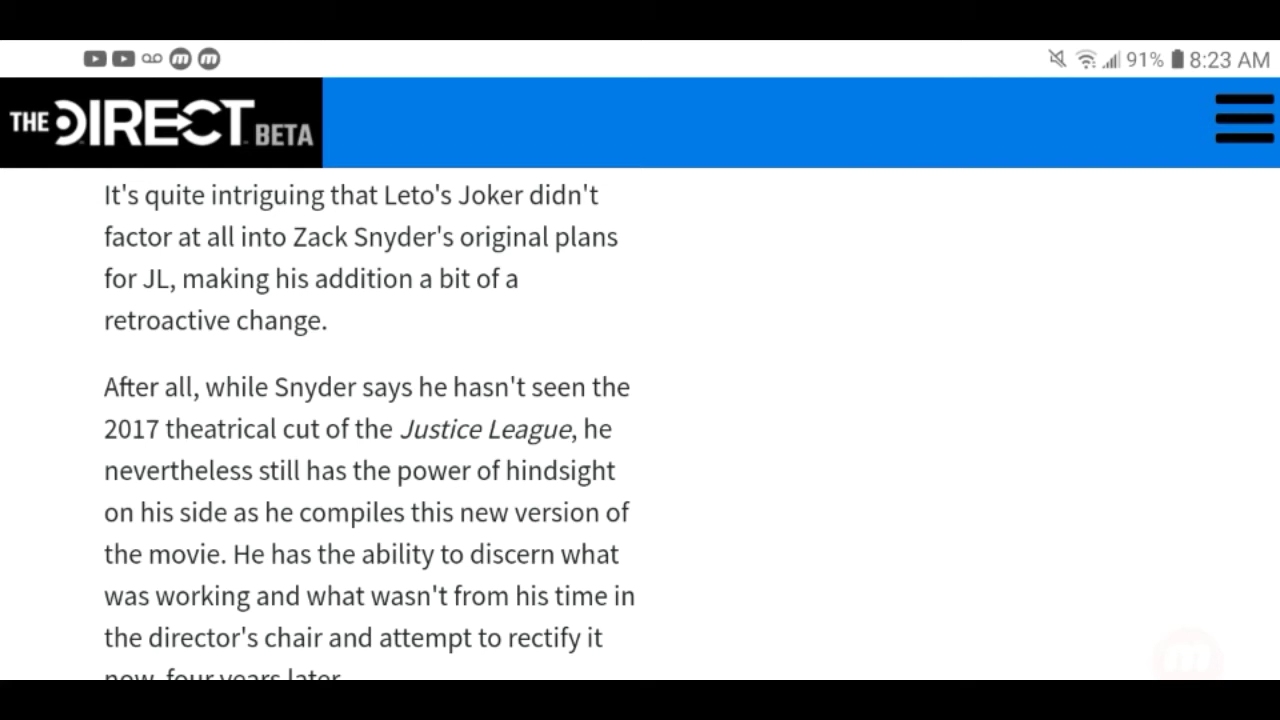 91% 8:23 AM
THE DIRECT BETA
It's quite intriguing that Leto's Joker didn't
factor at all into Zack Snyder's original plans
for JL, making his addition a bit of a
retroactive change.
After all, while Snyder says he hasn't seen the
2017 theatrical cut of the Justice League, he
nevertheless still has the power of hindsight
on his side as he compiles this new version of
the movie. He has the ability to discern what
was working and what wasn't from his time in
the director's chair and attempt to rectify it
now, four years later